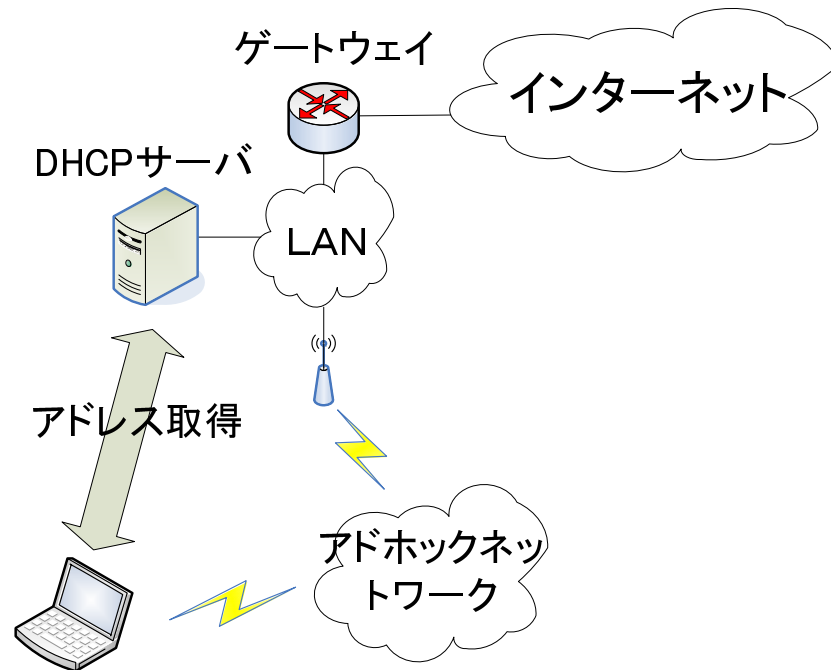 ゲートウェイ
インターネット
DHCPサーバ
LAN
アドレス取得
アドホックネッ
トワーク